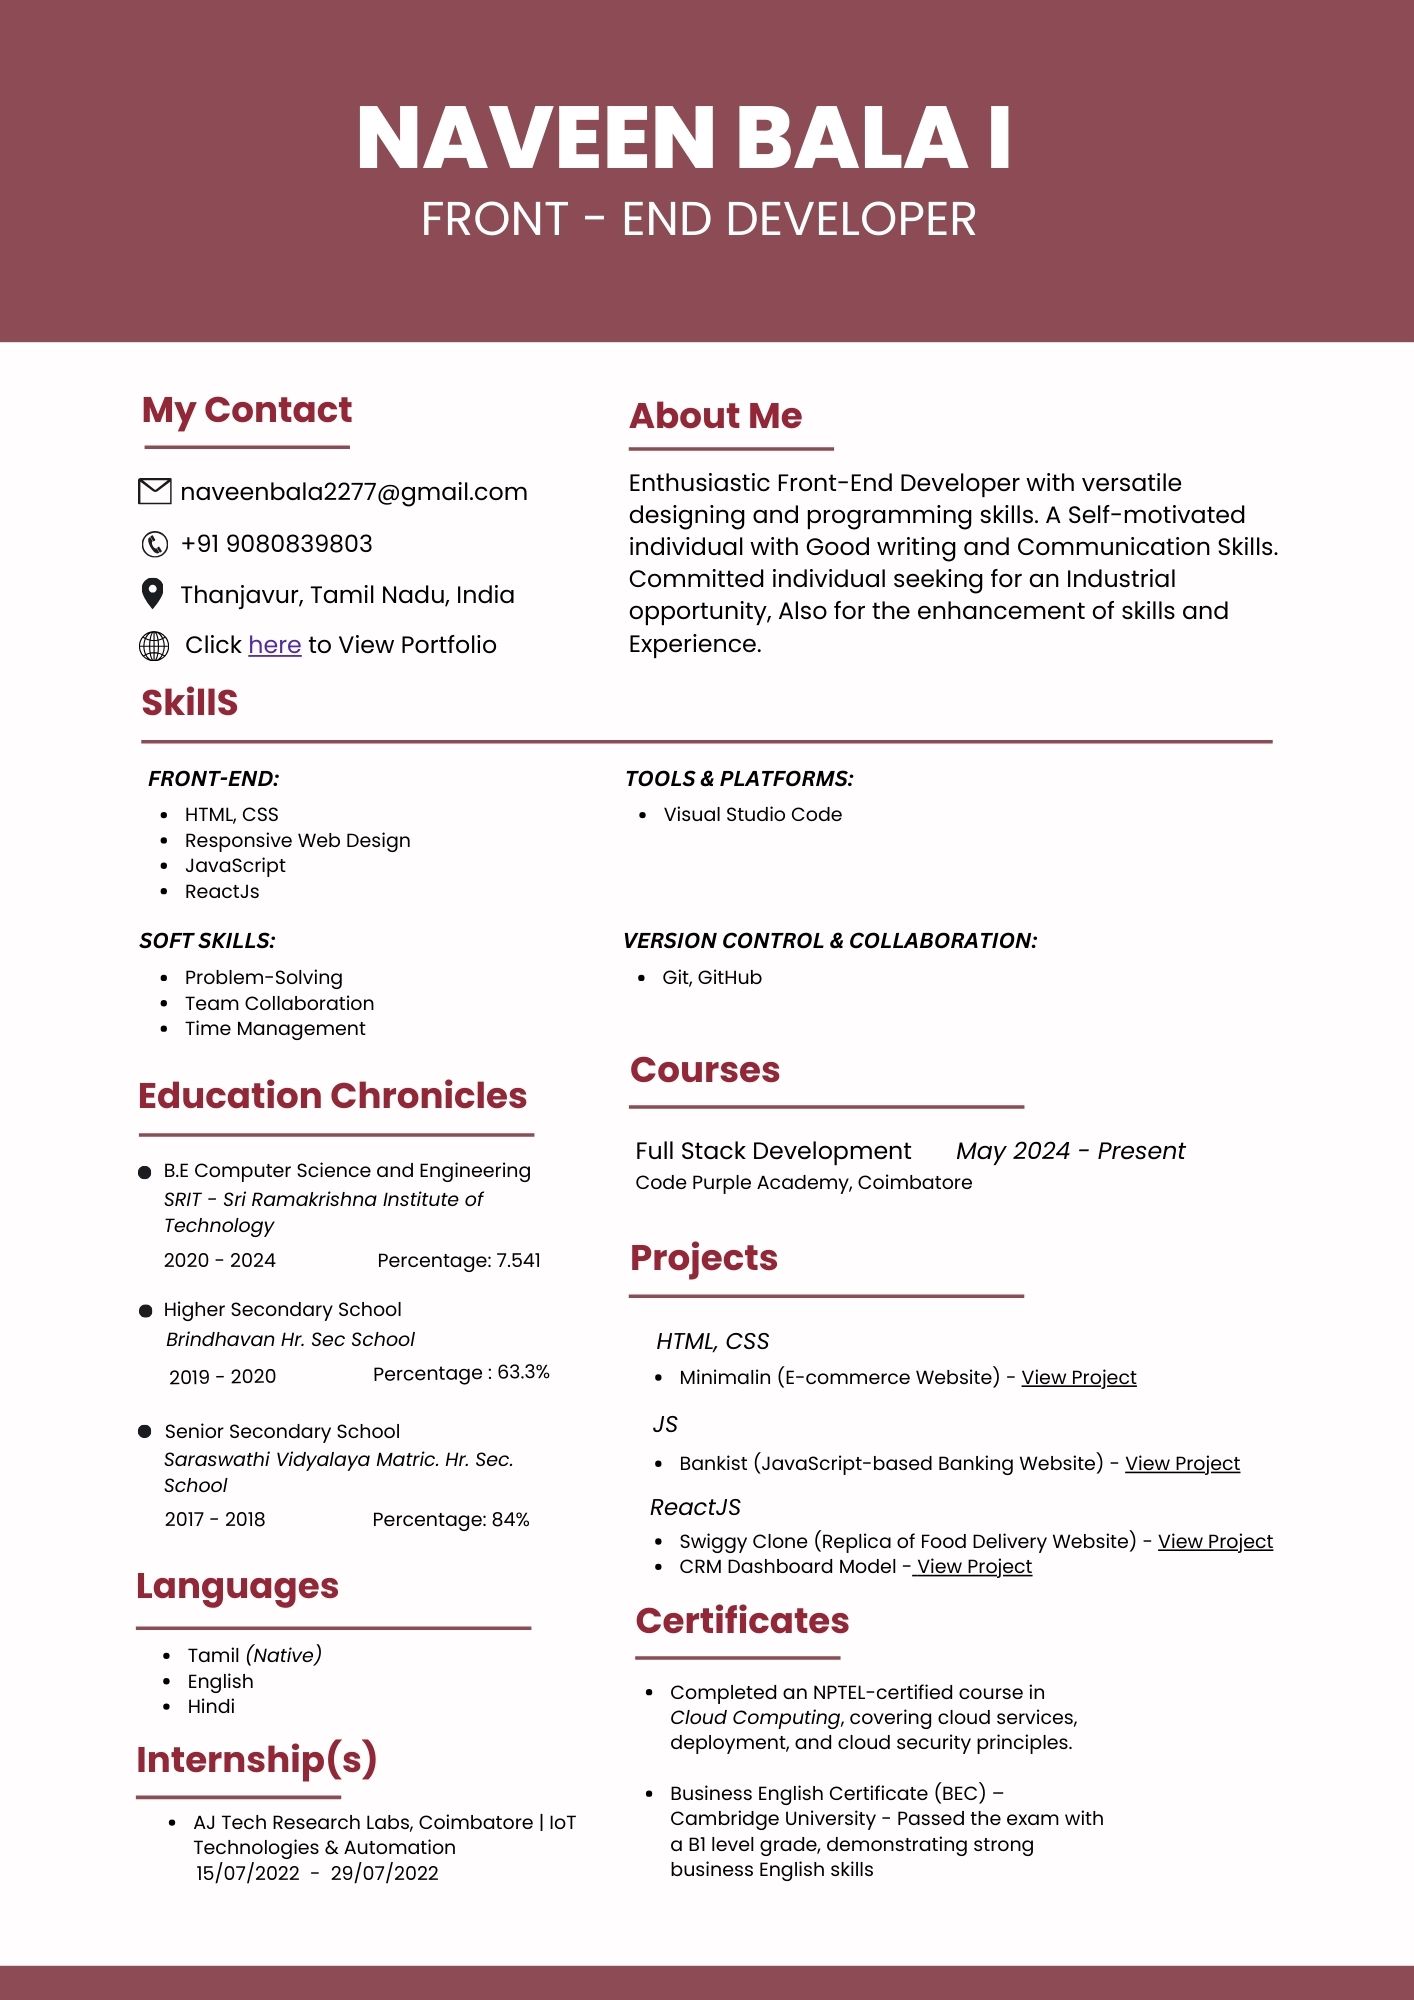 NAVEEN BALA I
FRONT - END DEVELOPER
My Contact
naveenbala2277@gmail.com
+91 9080839803
Thanjavur, Tamil Nadu, India
Click here to View Portfolio
About Me
Enthusiastic Front-End Developer with versatile
designing and programming skills. A Self-motivated
individual with Good writing and Communication Skills.
Committed individual seeking for an Industrial
opportunity, Also for the enhancement of skills and
Experience.
SkillS
FRONT-END:
• HTML, CSS
• Responsive Web Design
• JavaScript
• ReactJs
TOOLS & PLATFORMS:
• Visual Studio Code
SOFT SKILLS:
• Problem-Solving
• Team Collaboration
• Time Management
VERSION CONTROL & COLLABORATION:
• Git, GitHub
Education Chronicles
• B.E Computer Science and Engineering
SRIT - Sri Ramakrishna Institute of
Technology
2020 - 2024 Percentage: 7.541
• Higher Secondary School
Brindhavan Hr. Sec School
2019 - 2020 Percentage : 63.3%
• Senior Secondary School
Saraswathi Vidyalaya Matric. Hr. Sec.
School
2017 - 2018 Percentage: 84%
Languages
• Tamil (Native)
• English
• Hindi
Internship(s)
• AJ Tech Research Labs, Coimbatore | IoT
Technologies & Automation
15/07/2022 - 29/07/2022
Courses
Full Stack Development May 2024 - Present
Code Purple Academy, Coimbatore
Projects
HTML, CSS
• Minimalin (E-commerce Website) - View Project
JS
• Bankist (JavaScript-based Banking Website) - View Project
ReactJS
• Swiggy Clone (Replica of Food Delivery Website) - View Project
• CRM Dashboard Model - View Project
Certificates
• Completed an NPTEL-certified course in
Cloud Computing, covering cloud services,
deployment, and cloud security principles.
• Business English Certificate (BEC) –
Cambridge University - Passed the exam with
a B1 level grade, demonstrating strong
business English skills